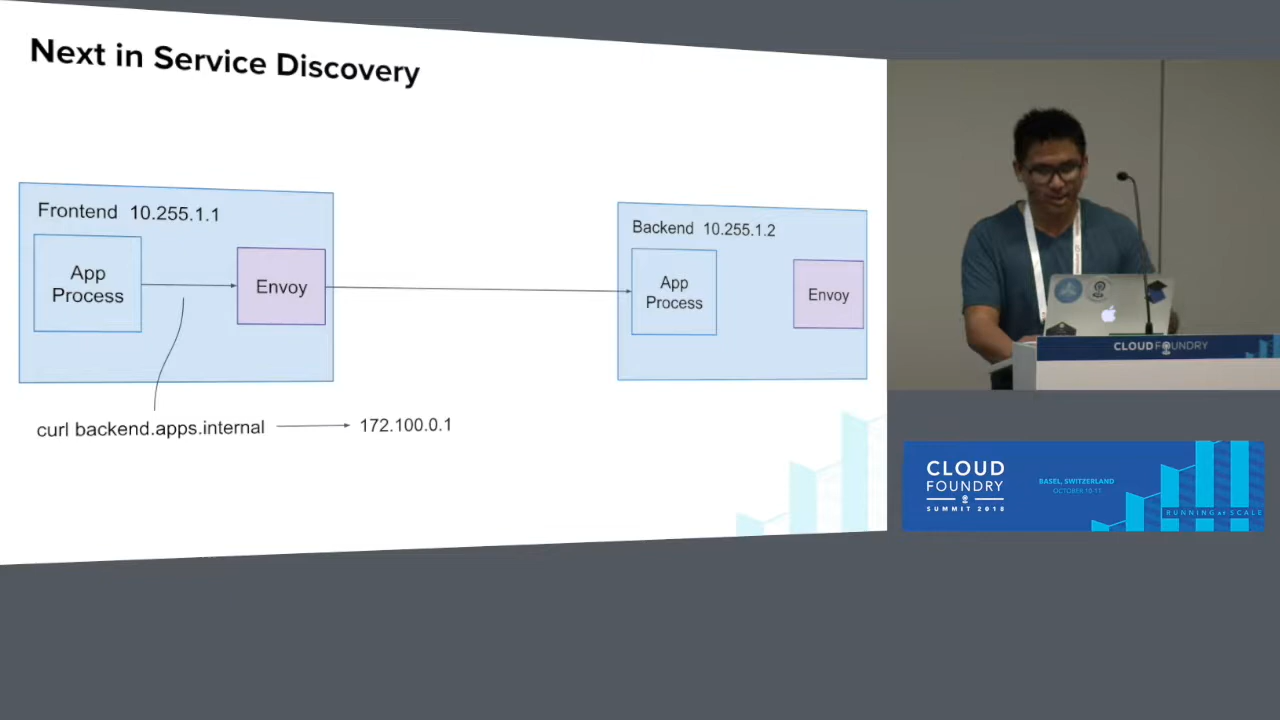 Next in Service Discovery
Frontend 10.255.1.1
App
Process
Envoy
Backend 10.255.1.2
App
Process
Envoy
curl backend.apps.internal
172.100.0.1
CLOUD FOUNDRY
CLOUD
FOUNDRY
SUMMIT 2018
BASEL, SWITZERLAND
OCTOBER 10-11
RUNNING at SCALE